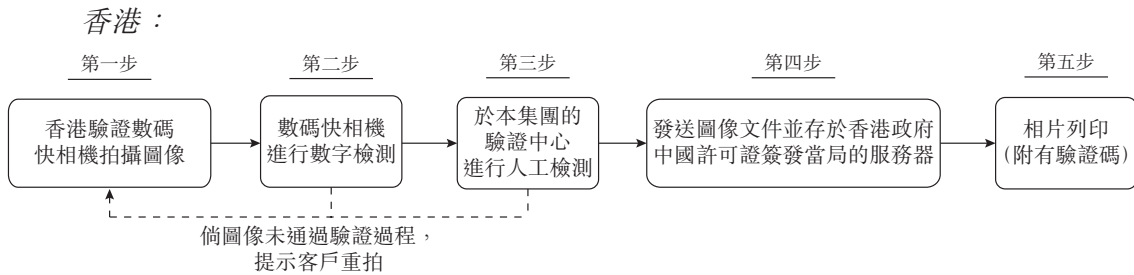 香港：
第一步
第二步
第三步
第四步
第五步
香港驗證數碼
快相機拍攝圖像
數碼快相機
進行數字檢測
於本集團的
驗證中心
進行人工檢測
發送圖像文件並存於香港政府
中國許可證簽發當局的服務器
相片列印
(附有驗證碼)
倘圖像未通過驗證過程，
提示客戶重拍